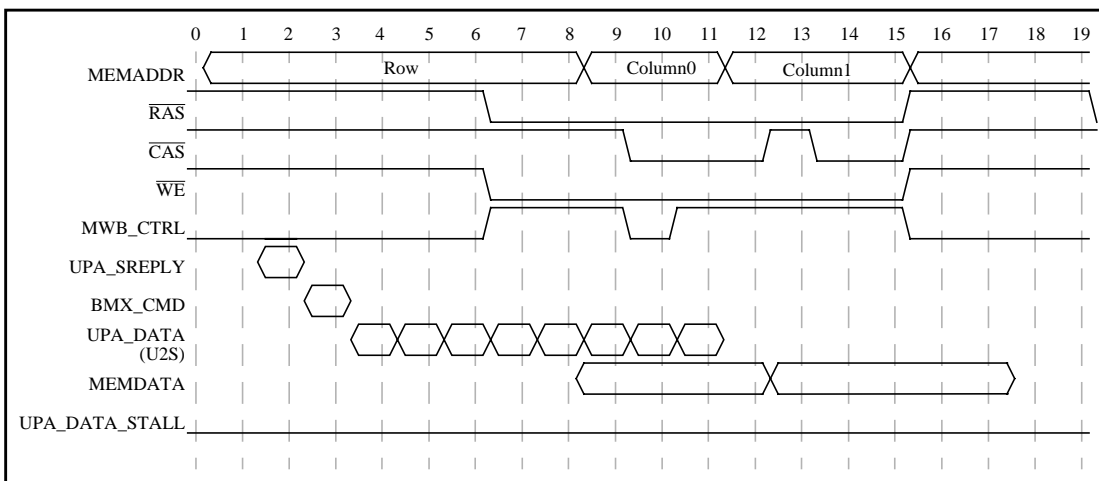 0 1 2 3 4 5 6 7 8 9 10 11 12 13 14 15 16 17 18 19
MEMADDR Row Column0 Column1
RAS
CAS
WE
MWB_CTRL
UPA_SREPLY
BMX_CMD
UPA_DATA
(U2S)
MEMDATA
UPA_DATA_STALL